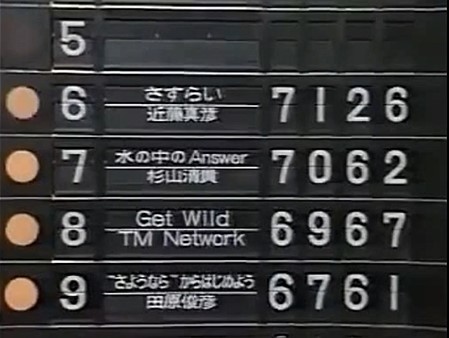 5
6 さすらい 7126
近藤真彦
7 水の中のAnswer 7062
杉山清貴
8 Get Wild 6967
TM Network
9 "さようなら"からはじめよう 6761
田原俊彦